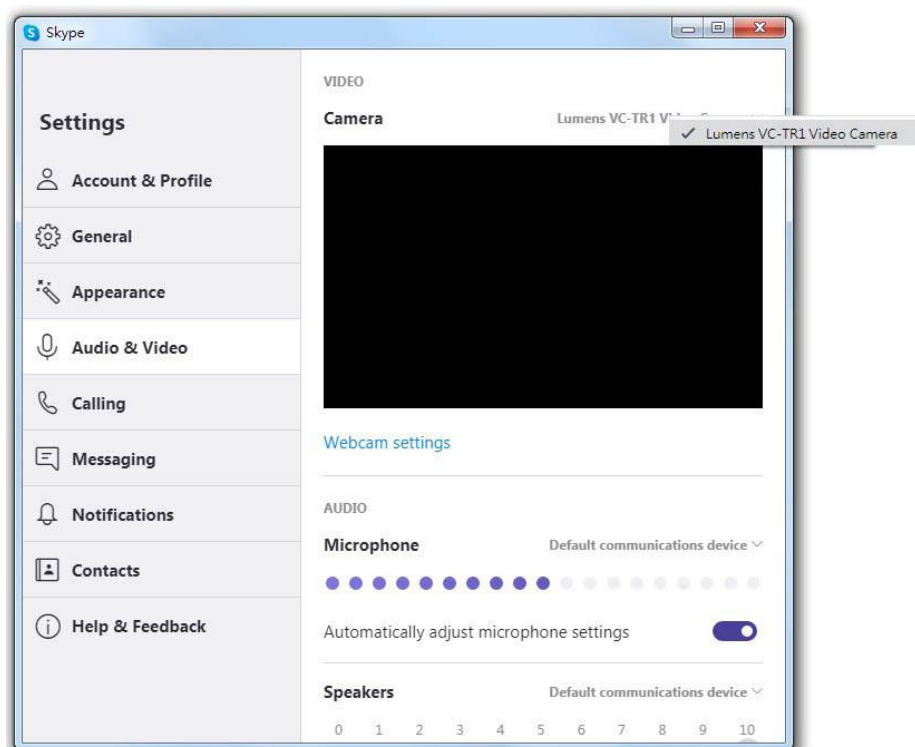 Skype
Settings
Account & Profile
General
Appearance
Audio & Video
Calling
Messaging
Notifications
Contacts
Help & Feedback
VIDEO
Camera Lumens VC-TR1
Lumens VC-TR1 Video Camera
Webcam settings
AUDIO
Microphone Default communications device
Automatically adjust microphone settings
Speakers Default communications device
0 1 2 3 4 5 6 7 8 9 10